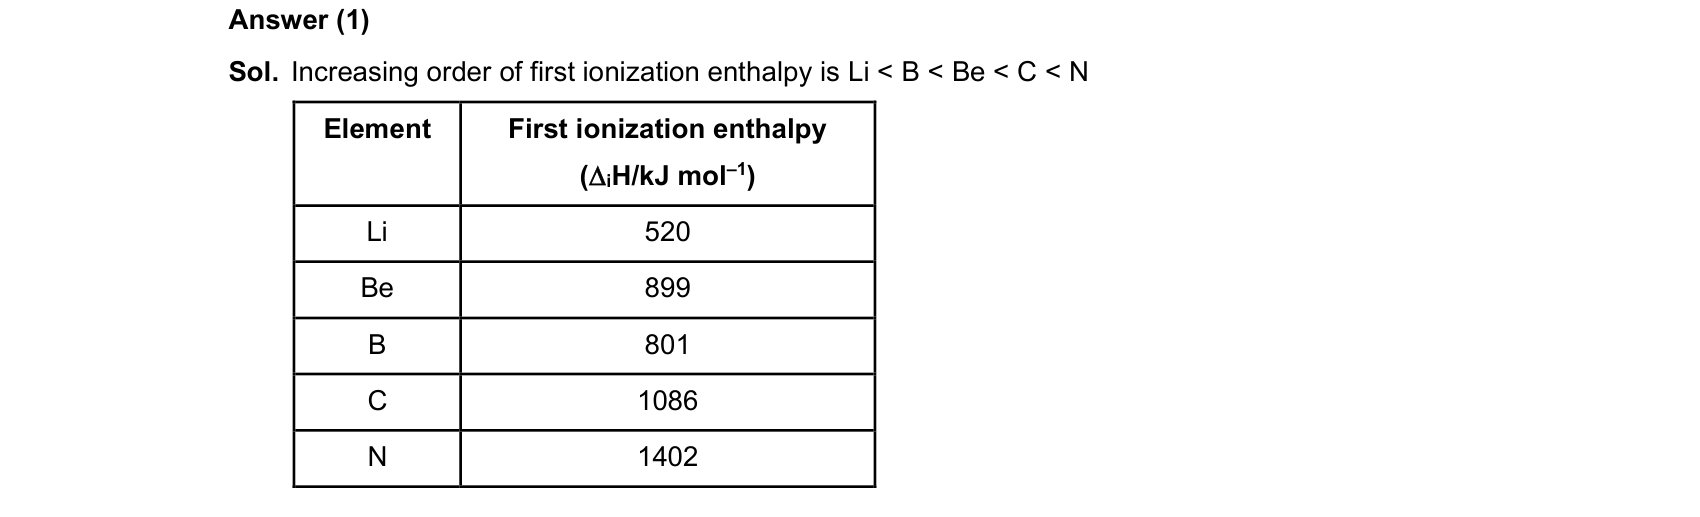 Answer (1)
Sol. Increasing order of first ionization enthalpy is Li < B < Be < C < N
Element First ionization enthalpy
(ΔᵢH/kJ mol⁻¹)
Li 520
Be 899
B 801
C 1086
N 1402